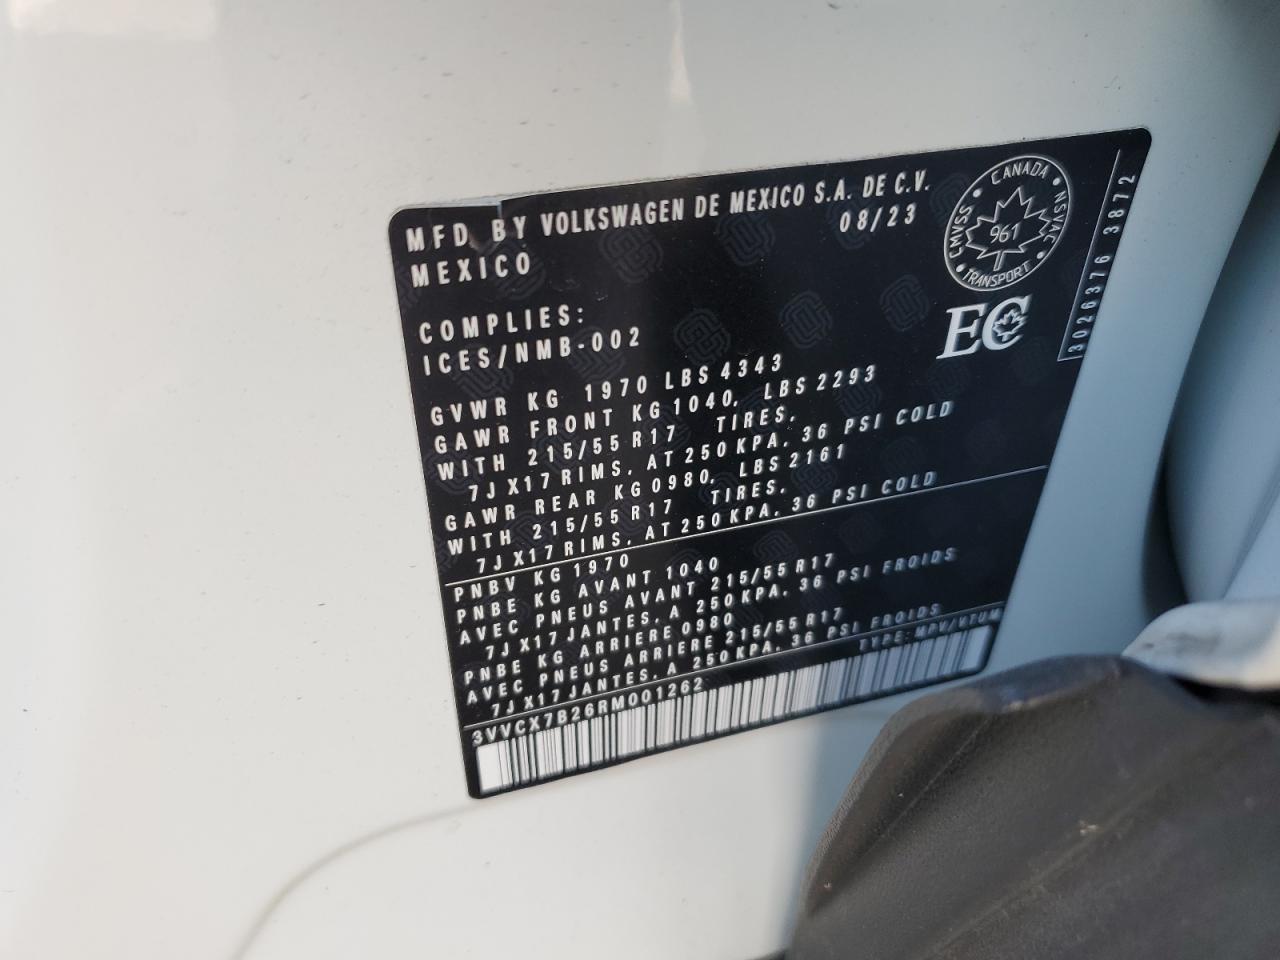 MFD. BY VOLKSWAGEN DE MEXICO S.A. DE C.V.
MEXICO
08/23
CANADA
CMVSS
NSVAC
961
TRANSPORT
3026376 3872
EC
COMPLIES:
ICES/NMB-002
GVWR KG 1970 LBS 4343
GAWR FRONT KG 1040, LBS 2293
WITH 215/55 R17 TIRES,
7J X17 RIMS, AT 250 KPA, 36 PSI COLD
GAWR REAR KG 0980, LBS 2161
WITH 215/55 R17 TIRES,
7J X17 RIMS, AT 250 KPA, 36 PSI COLD
PNBV KG 1970
PNBE KG AVANT 1040
AVEC PNEUS AVANT 215/55 R17
7J X17 JANTES, A 250 KPA, 36 PSI FROIDS
PNBE KG ARRIERE 0980
AVEC PNEUS ARRIERE 215/55 R17
7J X17 JANTES, A 250 KPA, 36 PSI FROIDS
3VVCX7B26RM001262 TYPE: MPV/VTUM